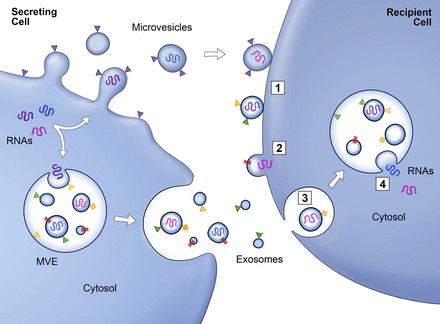 Secreting
Cell
Microvesicles
Recipient
Cell
1
RNAs
2
3
4
RNAs
Cytosol
MVE
Exosomes
Cytosol